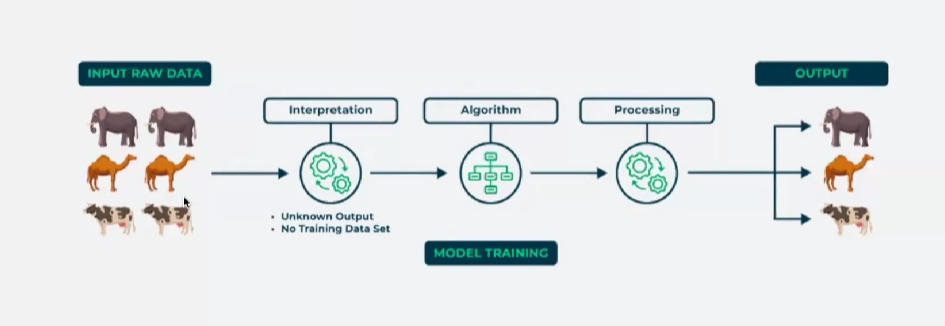 INPUT RAW DATA
OUTPUT
Interpretation
Algorithm
Processing
• Unknown Output
• No Training Data Set
MODEL TRAINING